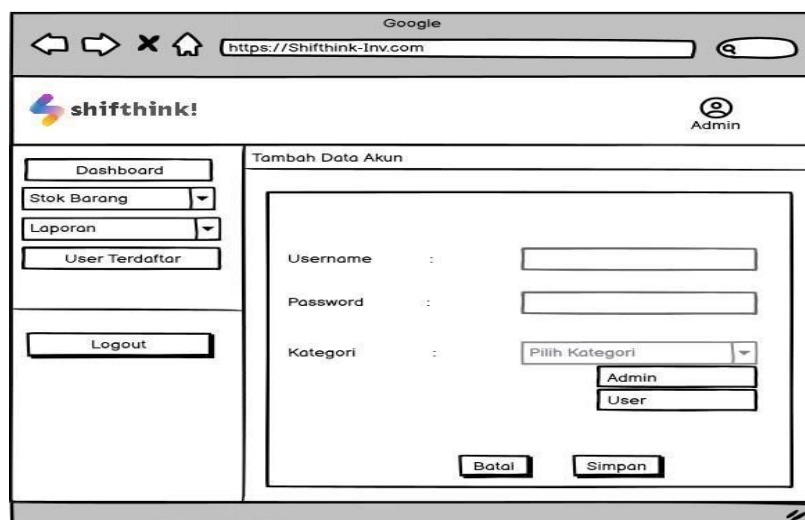 Google
https://Shifthink-Inv.com
shifthink!
Admin
Dashboard
Stok Barang
Laporan
User Terdaftar
Logout
Tambah Data Akun
Username :
Password :
Kategori : Pilih Kategori
Admin
User
Batal Simpan